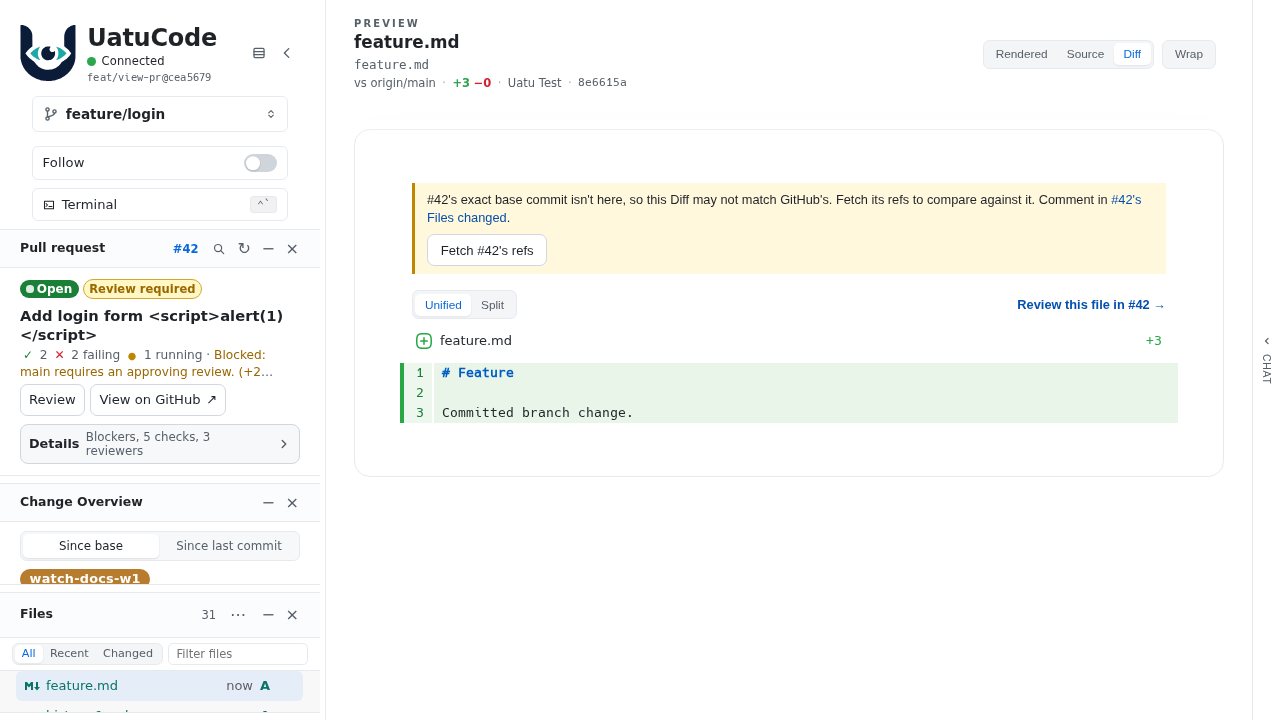 UatuCode
Connected
feat/view-pr@cea5679
feature/login
Follow
Terminal ^`
Pull request #42
Open Review required
Add login form <script>alert(1)
</script>
✓ 2 ✕ 2 failing ● 1 running · Blocked:
main requires an approving review. (+2…
Review View on GitHub ↗
Details Blockers, 5 checks, 3
reviewers
Change Overview
Since base Since last commit
watch-docs-w1
Files 31 ⋯
All Recent Changed Filter files
feature.md now A
PREVIEW
feature.md
feature.md
vs origin/main · +3 −0 · Uatu Test · 8e6615a
Rendered Source Diff Wrap
#42's exact base commit isn't here, so this Diff may not match GitHub's. Fetch its refs to compare against it. Comment in #42's
Files changed.
Fetch #42's refs
Unified Split Review this file in #42 →
feature.md +3
1 # Feature
2
3 Committed branch change.
CHAT